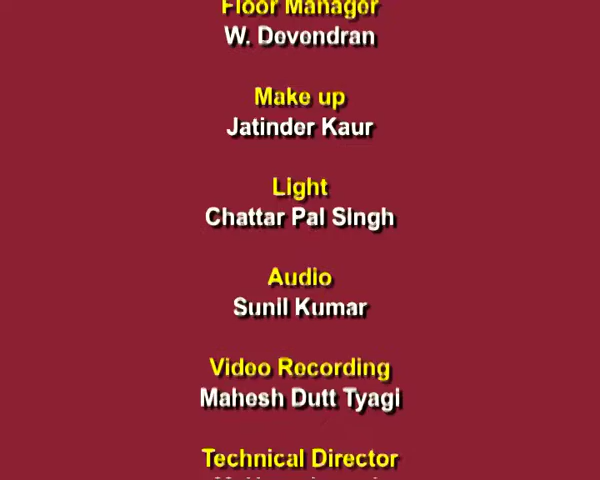 Floor Manager
W. Devendran
Make up
Jatinder Kaur
Light
Chattar Pal Singh
Audio
Sunil Kumar
Video Recording
Mahesh Dutt Tyagi
Technical Director